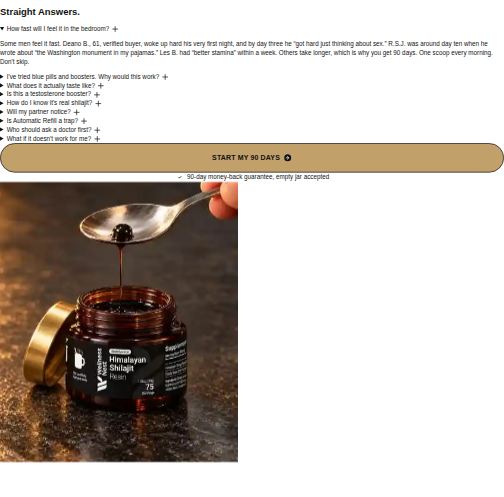 Straight Answers.
How fast will I feel it in the bedroom?
Some men feel it fast. Deano B., 61, verified buyer, woke up hard his very first night, and by day three he "got hard just thinking about sex." R.S.J. was around day ten when he
wrote about "the Washington monument in my pajamas." Les B. had "better stamina" within a week. Others take longer, which is why you get 90 days. One scoop every morning.
Don't skip.
I've tried blue pills and boosters. Why would this work?
What does it actually taste like?
Is this a testosterone booster?
How do I know it's real shilajit?
Will my partner notice?
Is Automatic Refill a trap?
Who should ask a doctor first?
What if it doesn't work for me?
START MY 90 DAYS
90-day money-back guarantee, empty jar accepted
Wellness
Nest
Himalayan
Shilajit
Resin
75